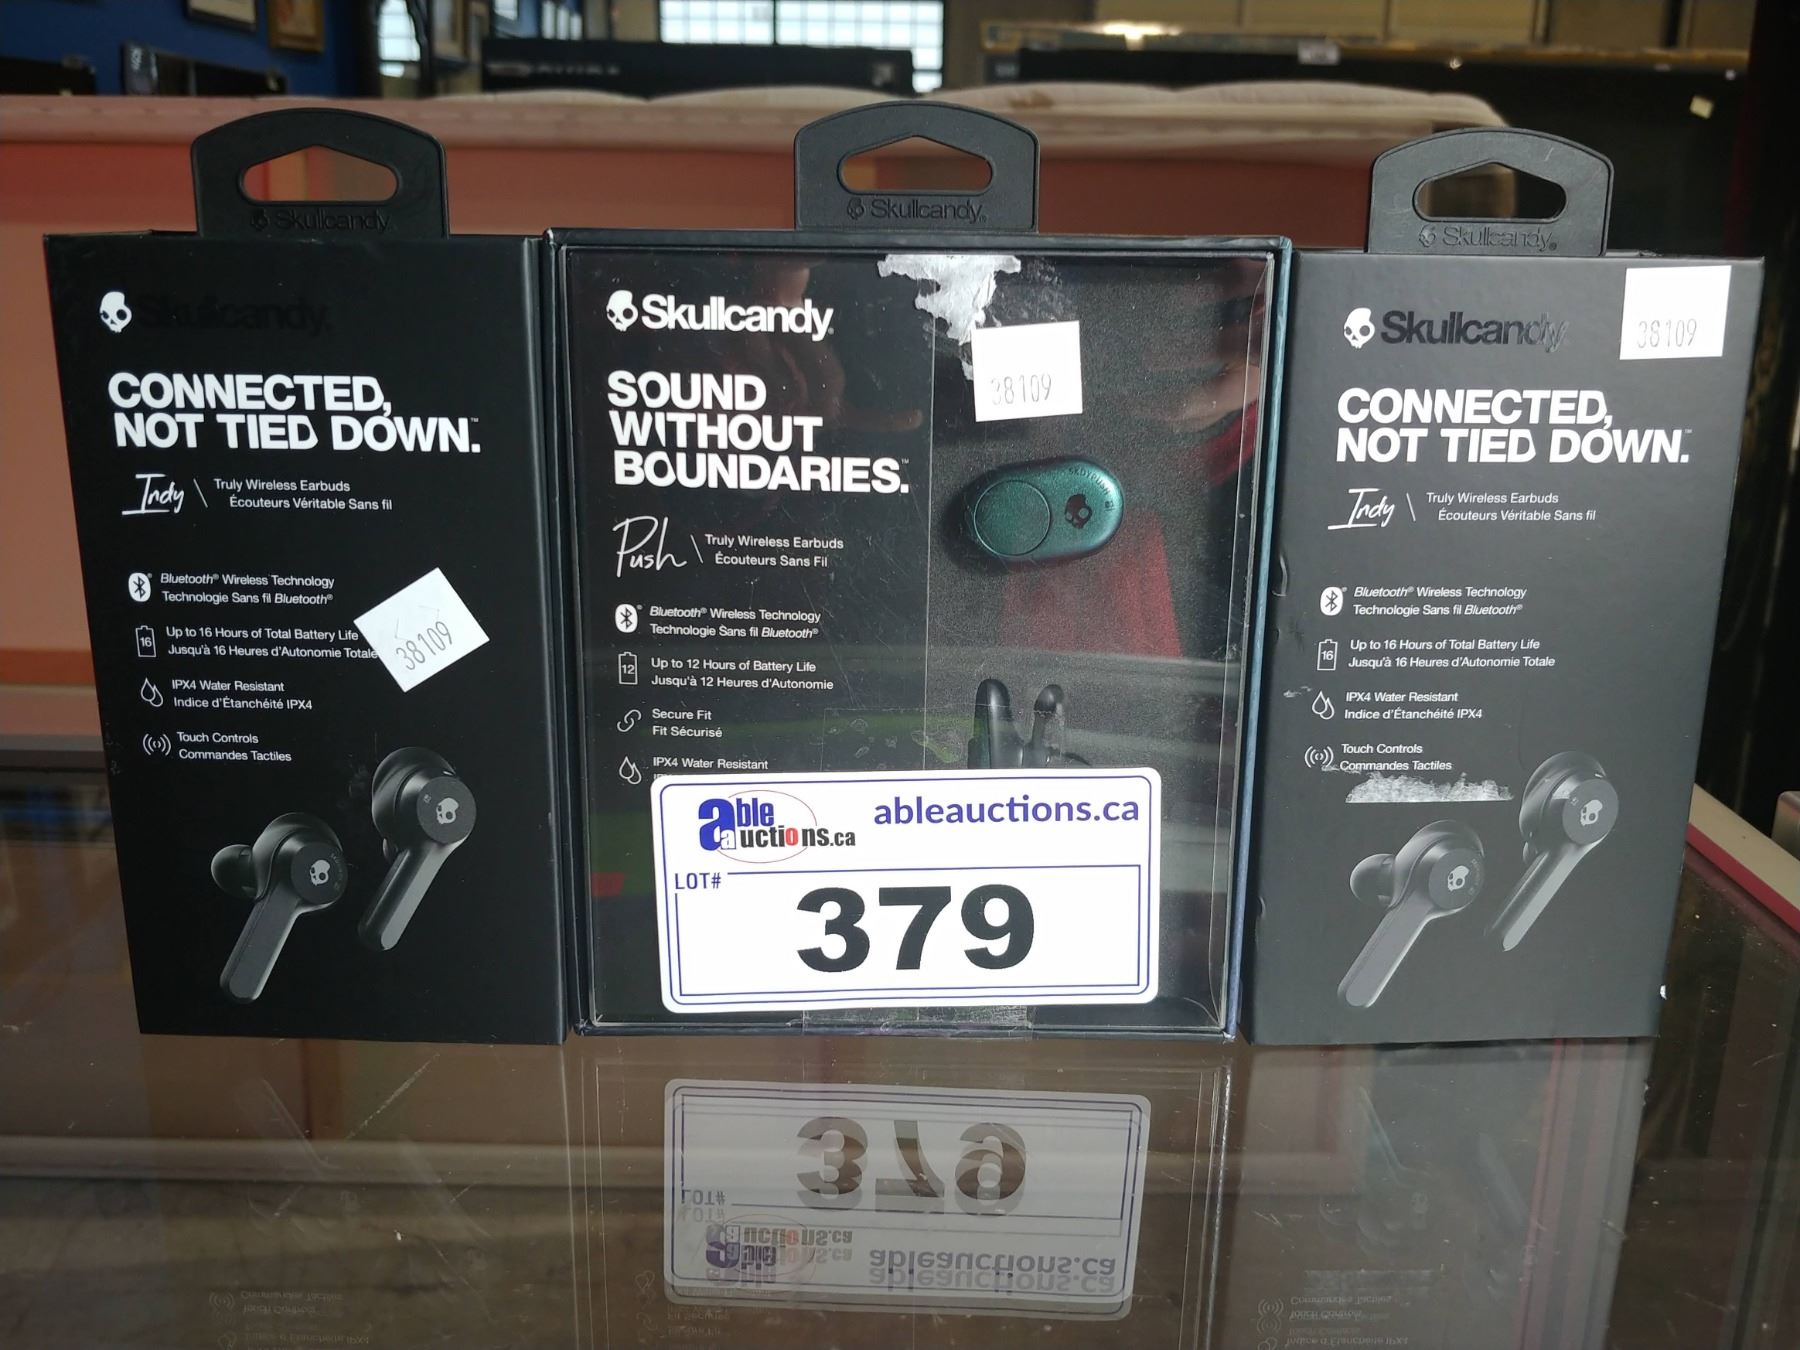 Skullcandy
Skullcandy.
CONNECTED,
NOT TIED DOWN.™
Indy \ Truly Wireless Earbuds
Écouteurs Véritable Sans fil
Bluetooth® Wireless Technology
Technologie Sans fil Bluetooth®
16 Up to 16 Hours of Total Battery Life
Jusqu'à 16 Heures d'Autonomie Totale
38109
IPX4 Water Resistant
Indice d'Étanchéité IPX4
Touch Controls
Commandes Tactiles
Skullcandy®
Skullcandy®
38109
SOUND
WITHOUT
BOUNDARIES.™
Push \ Truly Wireless Earbuds
Écouteurs Sans Fil
Bluetooth® Wireless Technology
Technologie Sans fil Bluetooth®
12 Up to 12 Hours of Battery Life
Jusqu'à 12 Heures d'Autonomie
Secure Fit
Fit Sécurisé
IPX4 Water Resistant
able auctions.ca
ableauctions.ca
LOT#
379
Skullcandy®
Skullcandy
38109
CONNECTED,
NOT TIED DOWN.™
Indy \ Truly Wireless Earbuds
Écouteurs Véritable Sans fil
Bluetooth® Wireless Technology
Technologie Sans fil Bluetooth®
16 Up to 16 Hours of Total Battery Life
Jusqu'à 16 Heures d'Autonomie Totale
IPX4 Water Resistant
Indice d'Étanchéité IPX4
Touch Controls
Commandes Tactiles